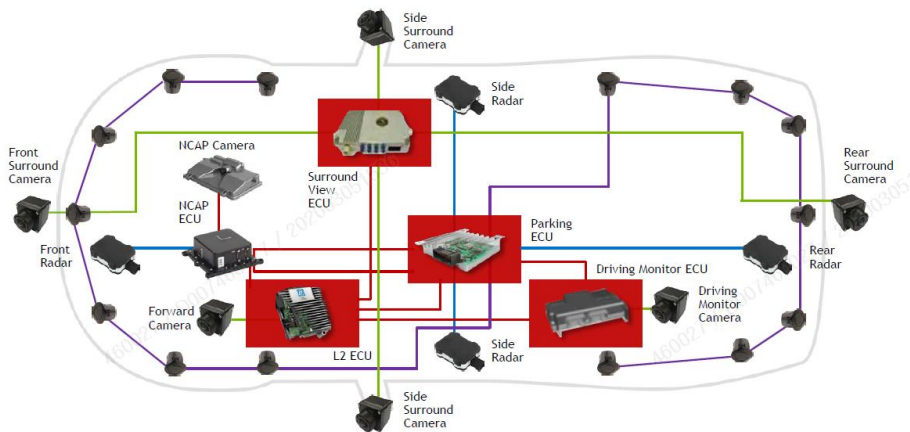 Side
Surround
Camera
Side
Radar
NCAP Camera
Front
Surround
Camera
NCAP
ECU
Surround
View
ECU
Rear
Surround
Camera
Parking
ECU
Front
Radar
Rear
Radar
Driving Monitor ECU
Forward
Camera
Driving
Monitor
Camera
L2 ECU
Side
Radar
Side
Surround
Camera